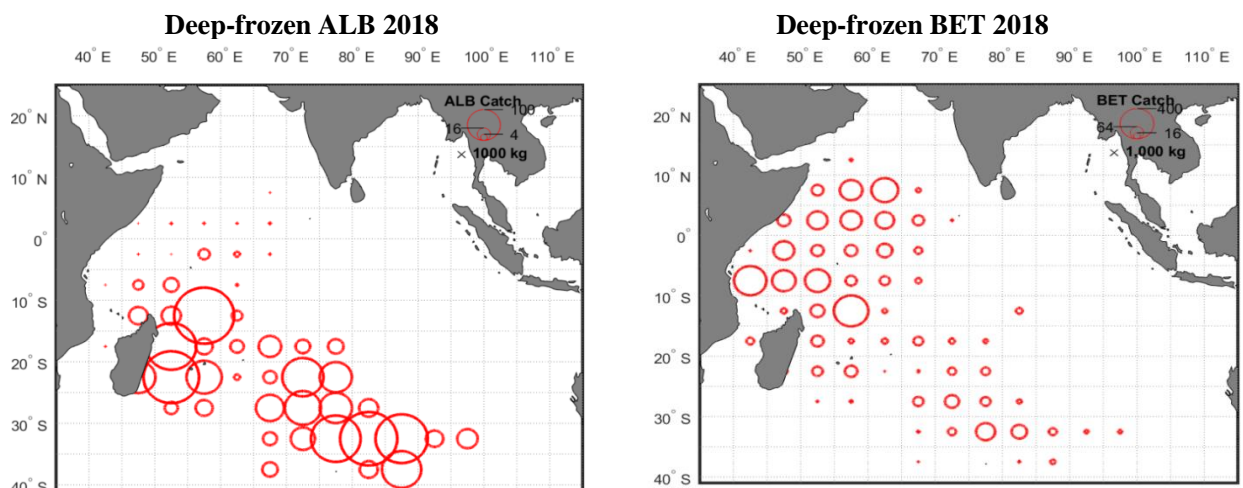 Deep-frozen ALB 2018
50° E 60° E 70° E 80° E 90° E 100° E 110° E
20° N
10° N
0°
10° S
20° S
30° S
40° S
ALB Catch
100
16
4
× 1000 kg
Deep-frozen BET 2018
40° E 50° E 60° E 70° E 80° E 90° E 100° E 110° E
20° N
10° N
0°
10° S
20° S
30° S
40° S
BET Catch
400
64
16
× 1,000 kg